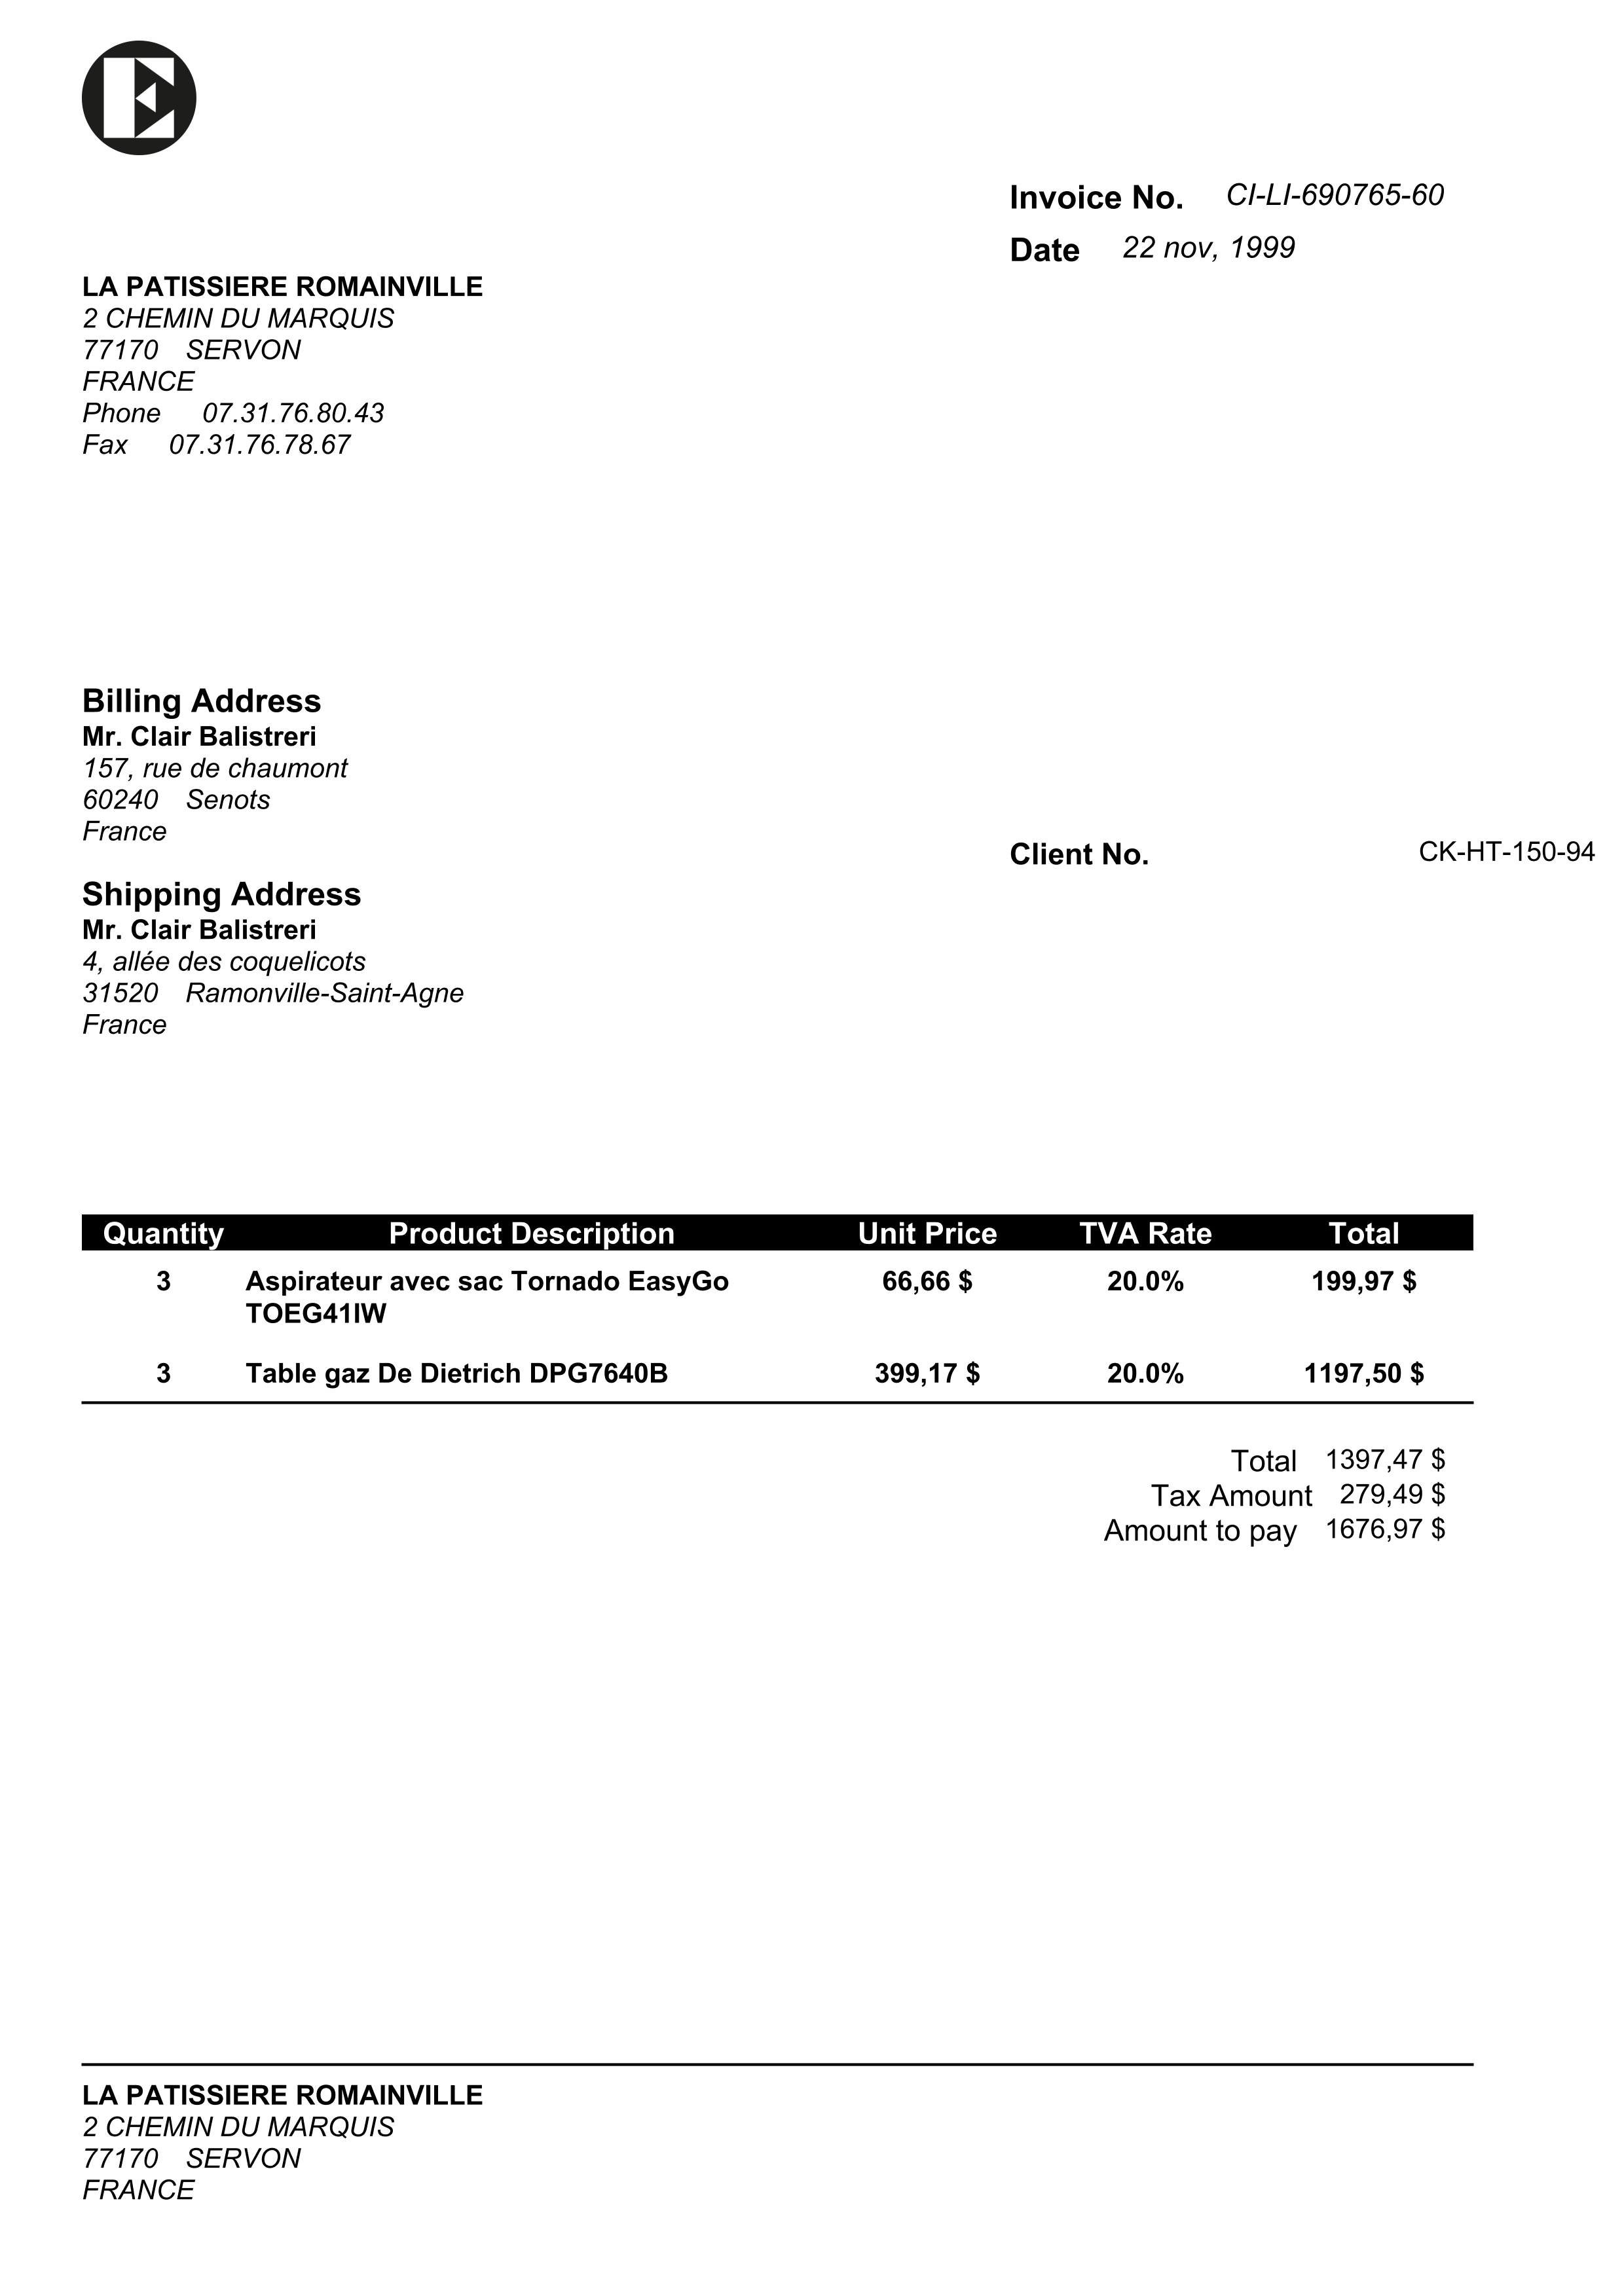 E
Invoice No. CI-LI-690765-60
Date 22 nov, 1999
LA PATISSIERE ROMAINVILLE
2 CHEMIN DU MARQUIS
77170 SERVON
FRANCE
Phone 07.31.76.80.43
Fax 07.31.76.78.67
Billing Address
Mr. Clair Balistreri
157, rue de chaumont
60240 Senots
France
Client No. CK-HT-150-94
Shipping Address
Mr. Clair Balistreri
4, allée des coquelicots
31520 Ramonville-Saint-Agne
France
Quantity Product Description Unit Price TVA Rate Total
3 Aspirateur avec sac Tornado EasyGo 66,66 $ 20.0% 199,97 $
TOEG41IW
3 Table gaz De Dietrich DPG7640B 399,17 $ 20.0% 1197,50 $
Total 1397,47 $
Tax Amount 279,49 $
Amount to pay 1676,97 $
LA PATISSIERE ROMAINVILLE
2 CHEMIN DU MARQUIS
77170 SERVON
FRANCE